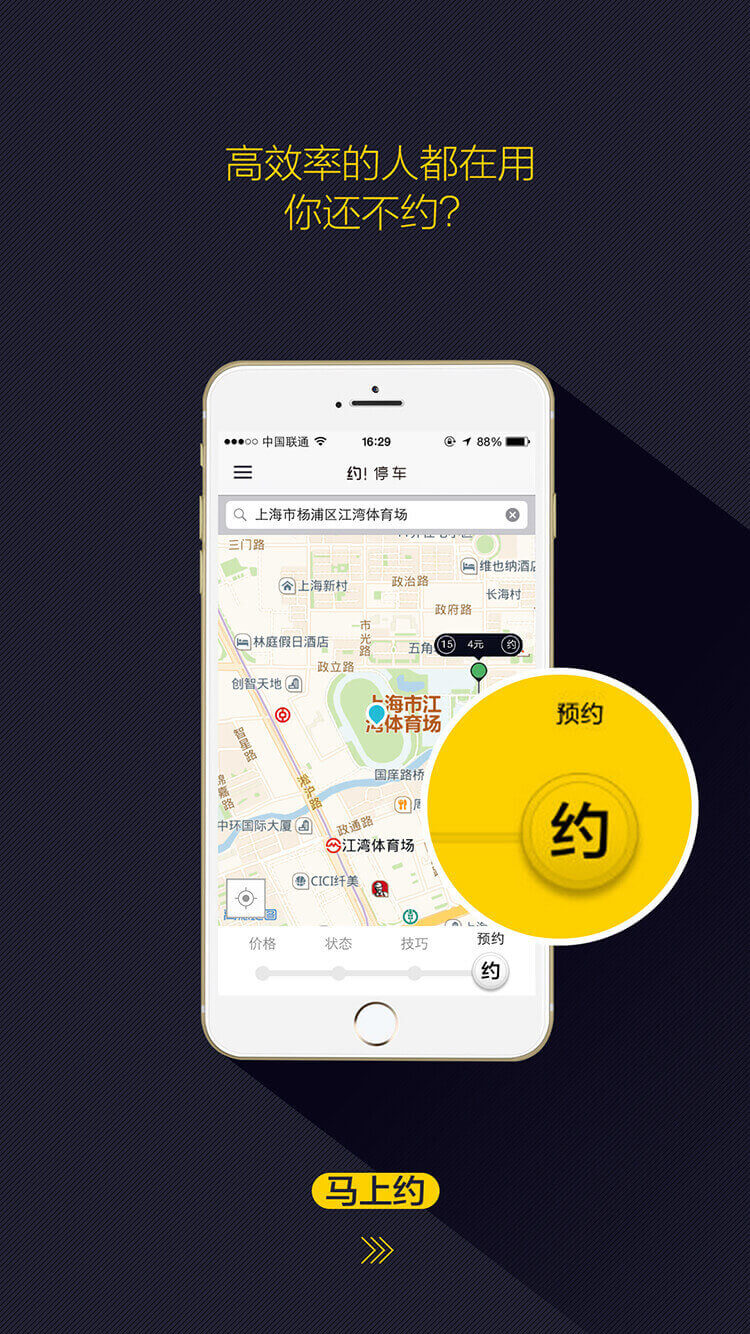 高效率的人都在用
你还不约？
中国联通
16:29
88%
约！停车
上海市杨浦区江湾体育场
三门路
维也纳酒店
上海新村
政治路
长海村
政府路
市光路
林庭假日酒店
五角
15 4元 约
政立路
创智天地
上海市江
湾体育场
预约
智星路
国庠路桥
锦嘉路
淞沪路
约
中环国际大厦
政通路
江湾体育场
CICI纤美
价格 状态 技巧 预约
约
马上约